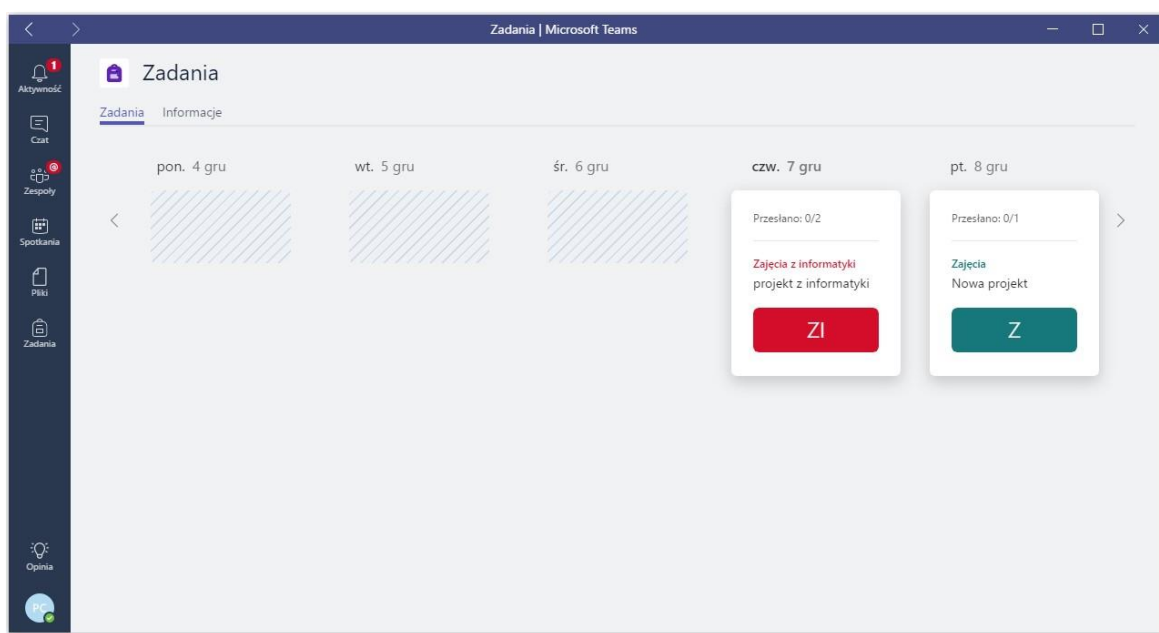 Zadania | Microsoft Teams
1
Aktywność
Czat
@
Zespoły
Spotkania
Pliki
Zadania
Opinia
PC
Zadania
Zadania Informacje
pon. 4 gru
wt. 5 gru
śr. 6 gru
czw. 7 gru
pt. 8 gru
Przesłano: 0/2
Zajęcia z informatyki
projekt z informatyki
ZI
Przesłano: 0/1
Zajęcia
Nowa projekt
Z